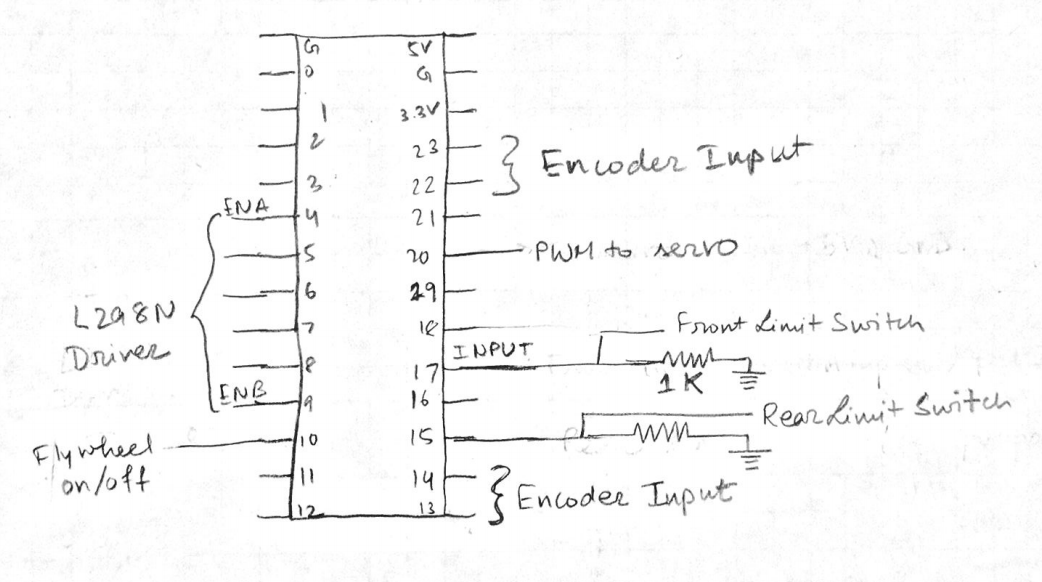 G 5V
0 G
1 3.3V
2 23
3 22
} Encoder Input
ENA
4 21
5 20
PWM to servo
6 29
7 18
Front Limit Switch
L298N
Driver
8 17
INPUT
1K
ENB
9 16
10 15
Rear Limit Switch
Flywheel
on/off
11 14
12 13
} Encoder Input